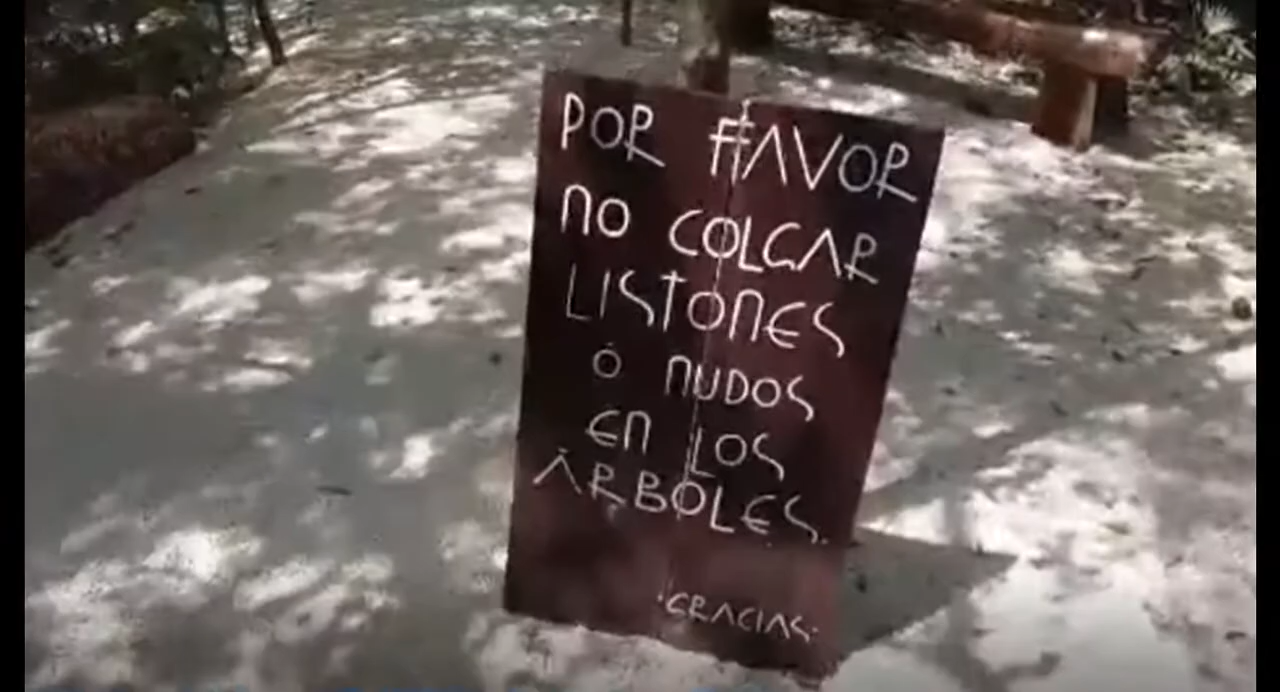 POR FAVOR
NO COLGAR
LISTONES
Ó NUDOS
EN LOS
ÁRBOLES.
·GRACIAS·